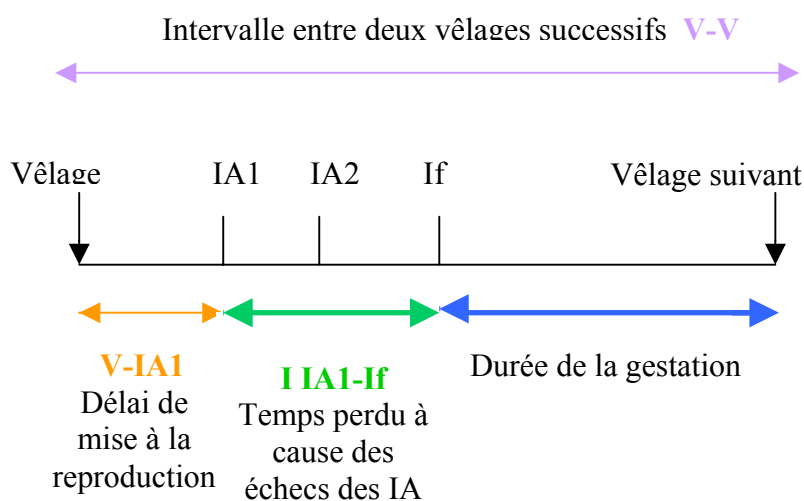 Intervalle entre deux vêlages successifs V-V
Vêlage
IA1
IA2
If
Vêlage suivant
V-IA1
Délai de
mise à la
reproduction
I IA1-If
Temps perdu à
cause des
échecs des IA
Durée de la gestation